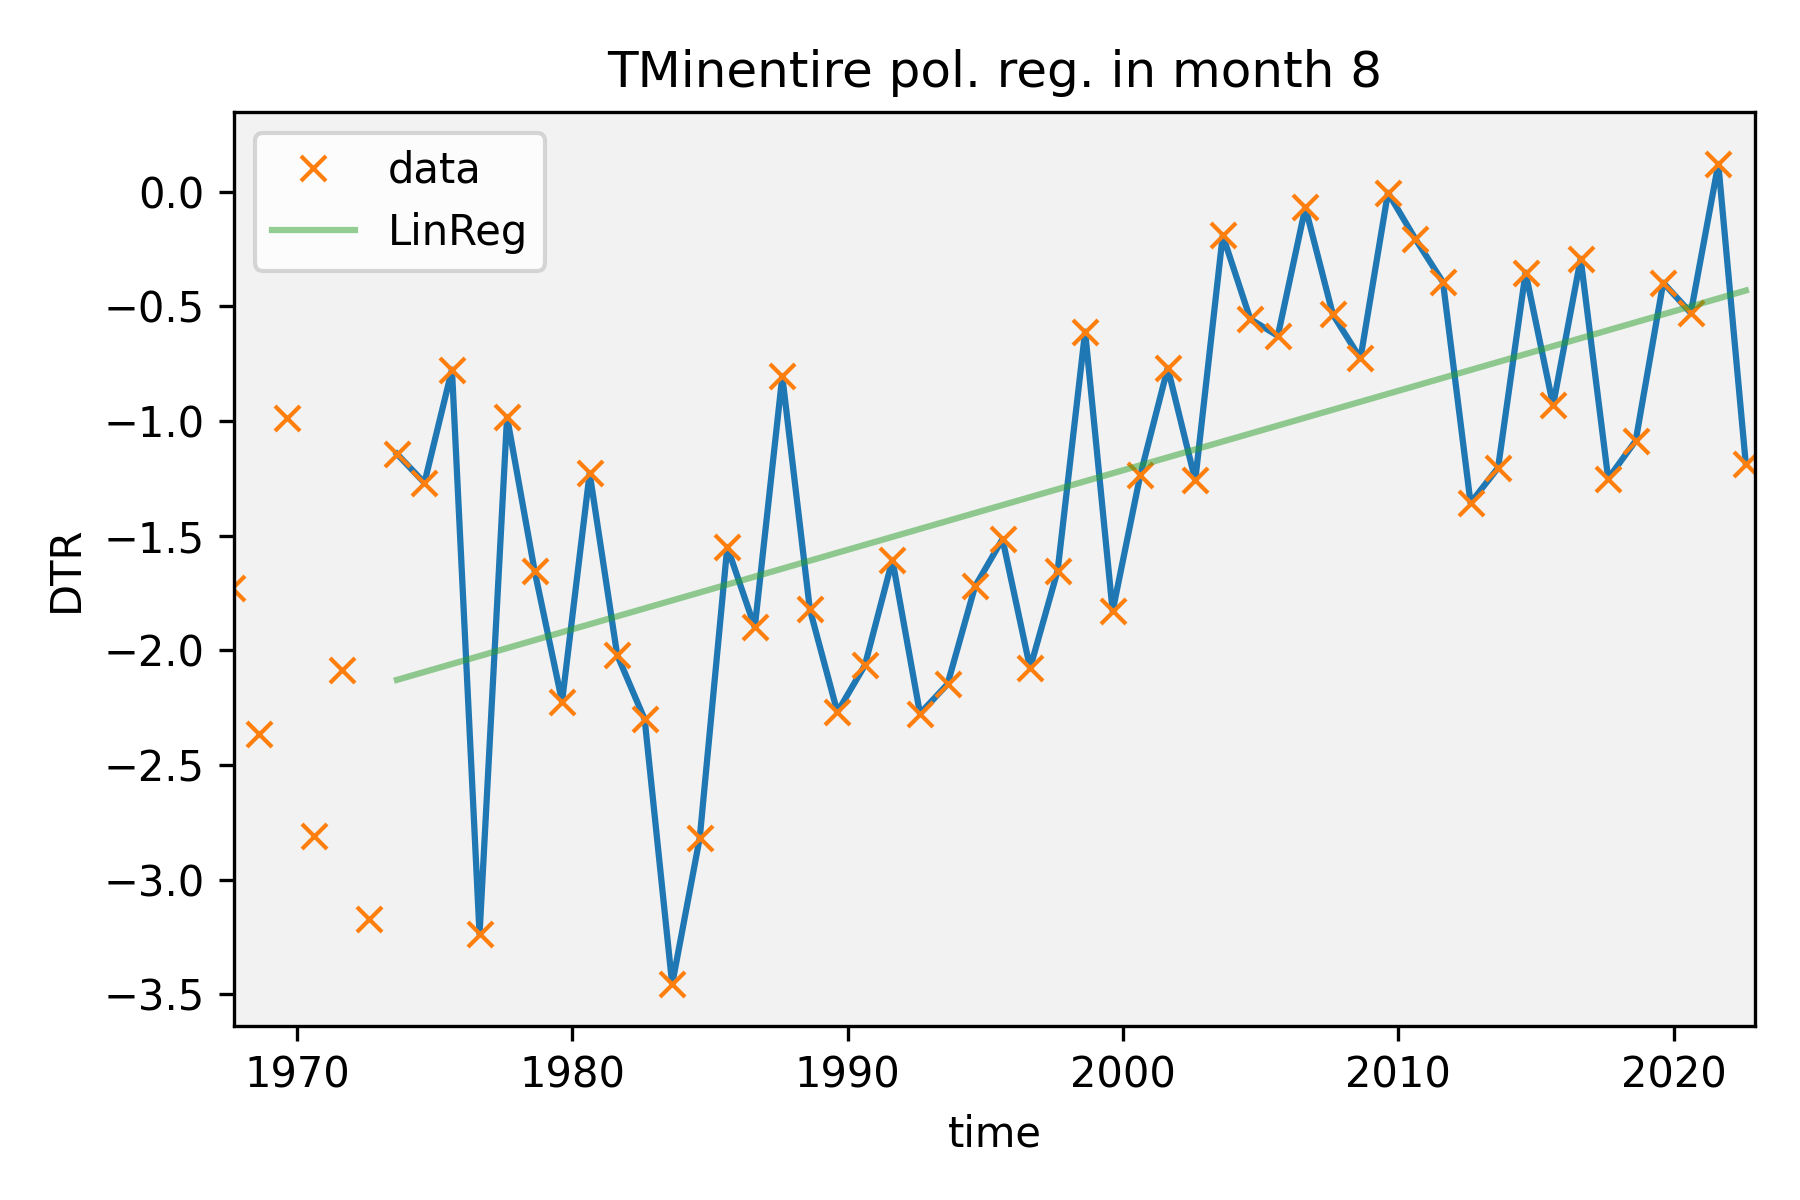 TMinentire pol. reg. in month 8
data
LinReg
0.0
−0.5
−1.0
−1.5
−2.0
−2.5
−3.0
−3.5
DTR
1970 1980 1990 2000 2010 2020
time